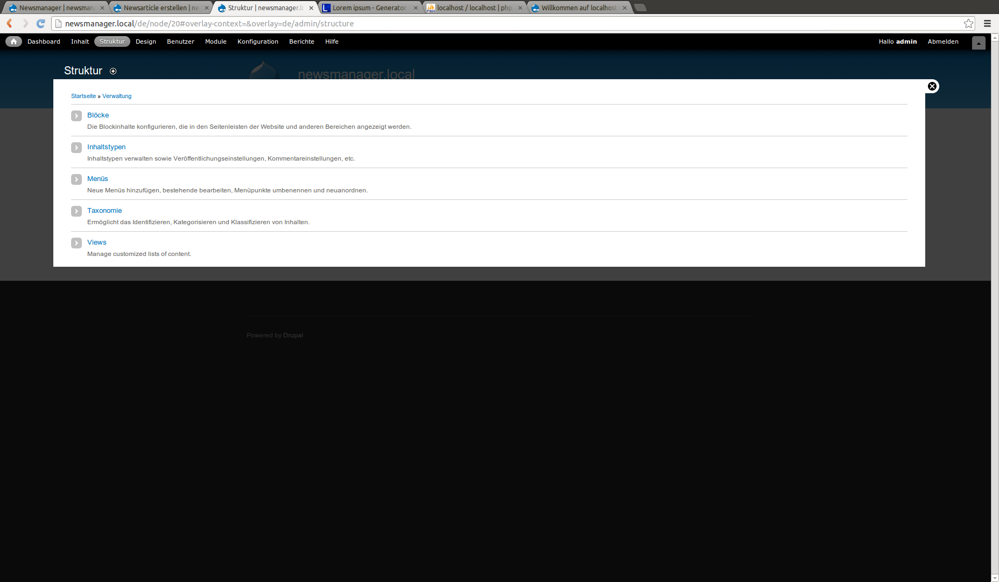 Newsmanager | newsman
Newsarticle erstellen | ne
Struktur | newsmanager.lo
Lorem ipsum - Generator
localhost / localhost | php
Willkommen auf localhost
newsmanager.local/de/node/20#overlay-context=&overlay=de/admin/structure
Dashboard Inhalt Struktur Design Benutzer Module Konfiguration Berichte Hilfe Hallo admin Abmelden
Struktur
newsmanager.local
Startseite » Verwaltung
Blöcke
Die Blockinhalte konfigurieren, die in den Seitenleisten der Website und anderen Bereichen angezeigt werden.
Inhaltstypen
Inhaltstypen verwalten sowie Veröffentlichungseinstellungen, Kommentareinstellungen, etc.
Menüs
Neue Menüs hinzufügen, bestehende bearbeiten, Menüpunkte umbenennen und neuanordnen.
Taxonomie
Ermöglicht das Identifizieren, Kategorisieren und Klassifizieren von Inhalten.
Views
Manage customized lists of content.
Powered by Drupal